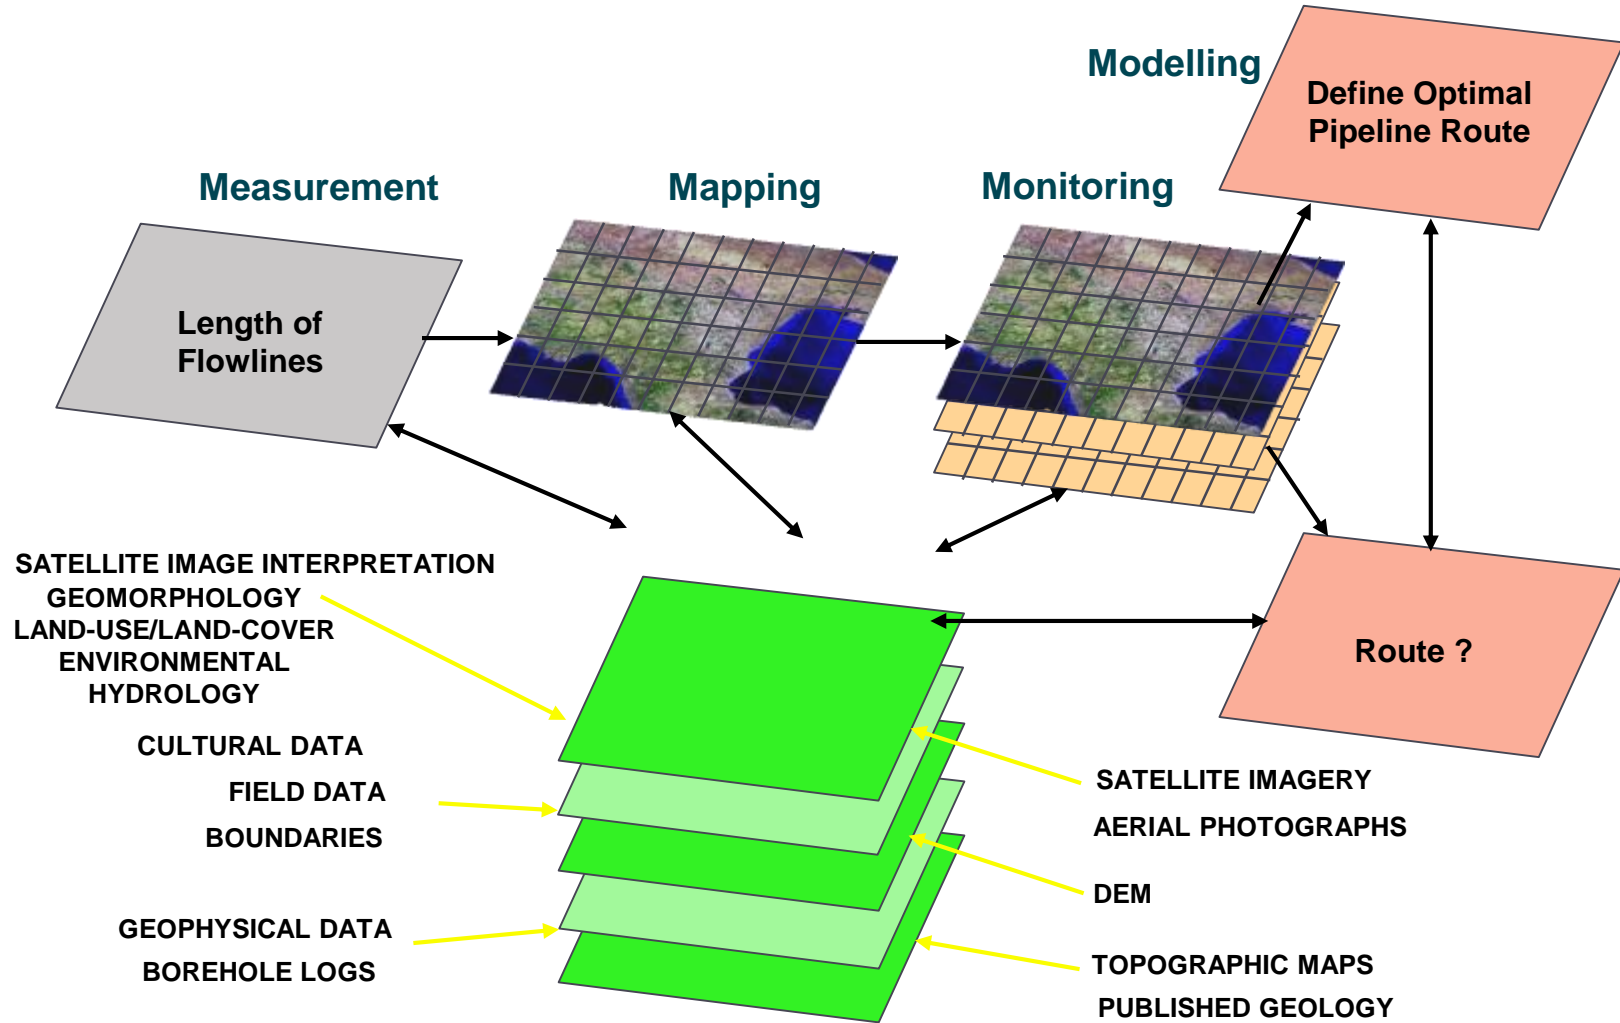 Modelling
Define Optimal
Pipeline Route
Measurement
Mapping
Monitoring
Length of
Flowlines
SATELLITE IMAGE INTERPRETATION
GEOMORPHOLOGY
LAND-USE/LAND-COVER
ENVIRONMENTAL
HYDROLOGY
Route ?
CULTURAL DATA
FIELD DATA
BOUNDARIES
SATELLITE IMAGERY
AERIAL PHOTOGRAPHS
DEM
GEOPHYSICAL DATA
BOREHOLE LOGS
TOPOGRAPHIC MAPS
PUBLISHED GEOLOGY